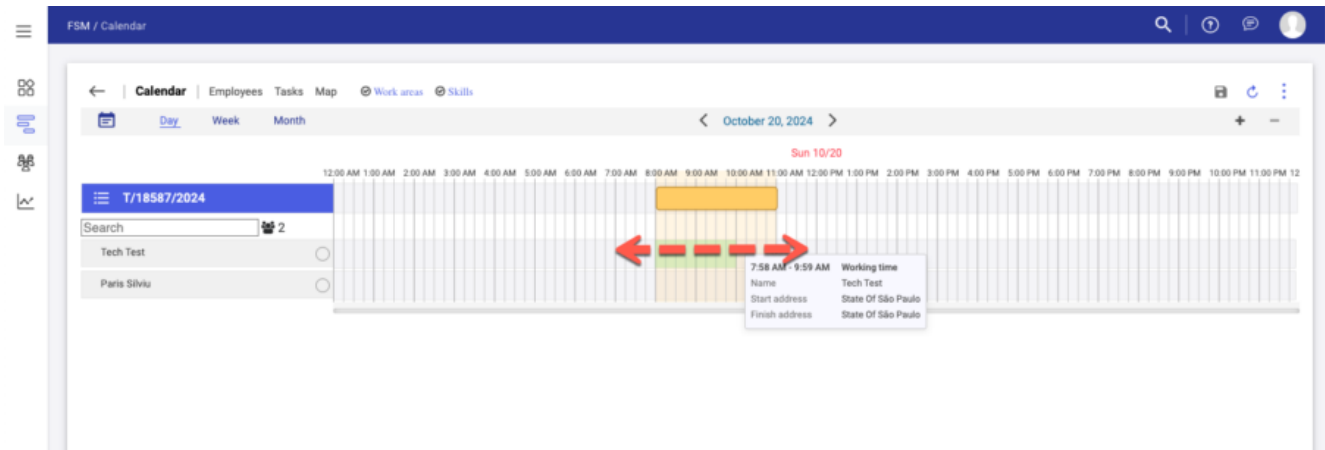 FSM / Calendar
Calendar Employees Tasks Map Work areas Skills
Day Week Month October 20, 2024
Sun 10/20
12:00 AM 1:00 AM 2:00 AM 3:00 AM 4:00 AM 5:00 AM 6:00 AM 7:00 AM 8:00 AM 9:00 AM 10:00 AM 11:00 AM 12:00 PM 1:00 PM 2:00 PM 3:00 PM 4:00 PM 5:00 PM 6:00 PM 7:00 PM 8:00 PM 9:00 PM 10:00 PM 11:00 PM 12
T/18587/2024
Search 2
Tech Test
7:58 AM - 9:59 AM Working time
Name Tech Test
Paris Silviu
Start address State Of São Paulo
Finish address State Of São Paulo